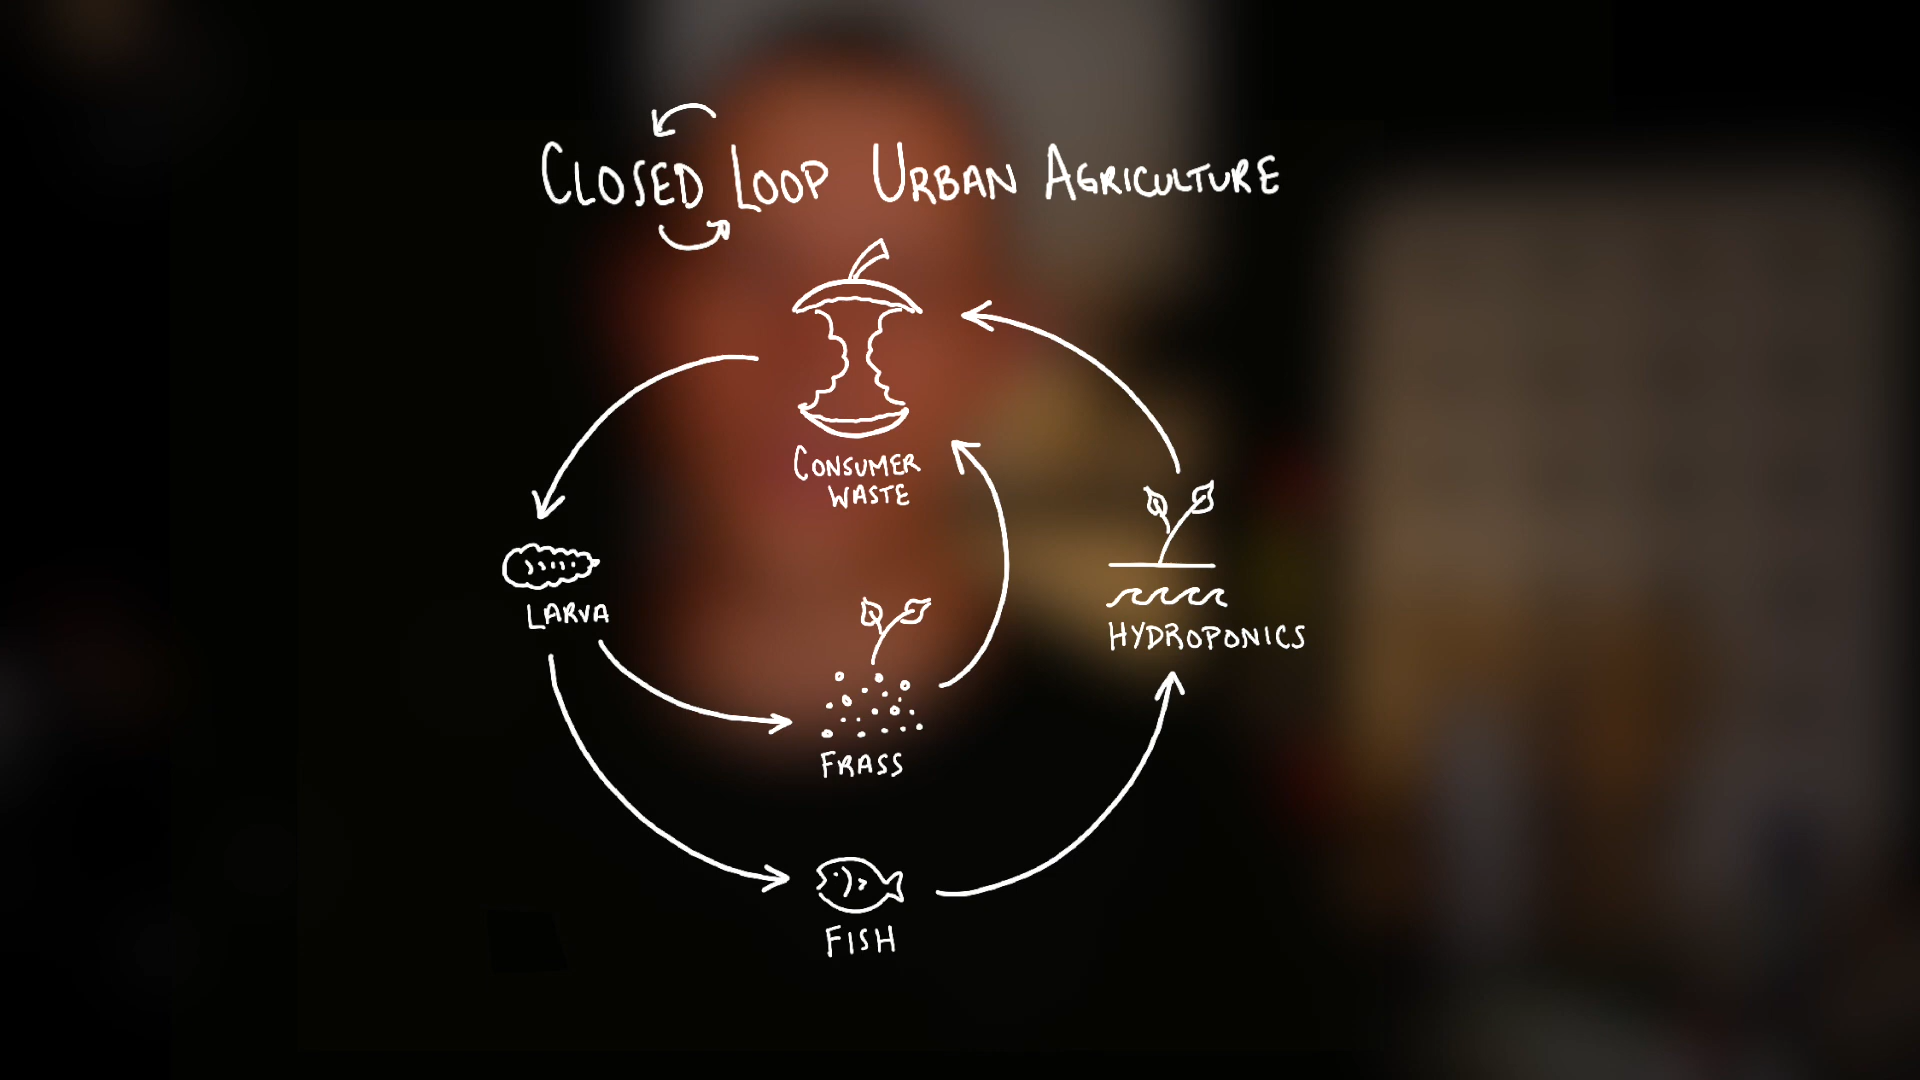 CLOSED LOOP URBAN AGRICULTURE
CONSUMER
WASTE
LARVA
HYDROPONICS
FRASS
FISH